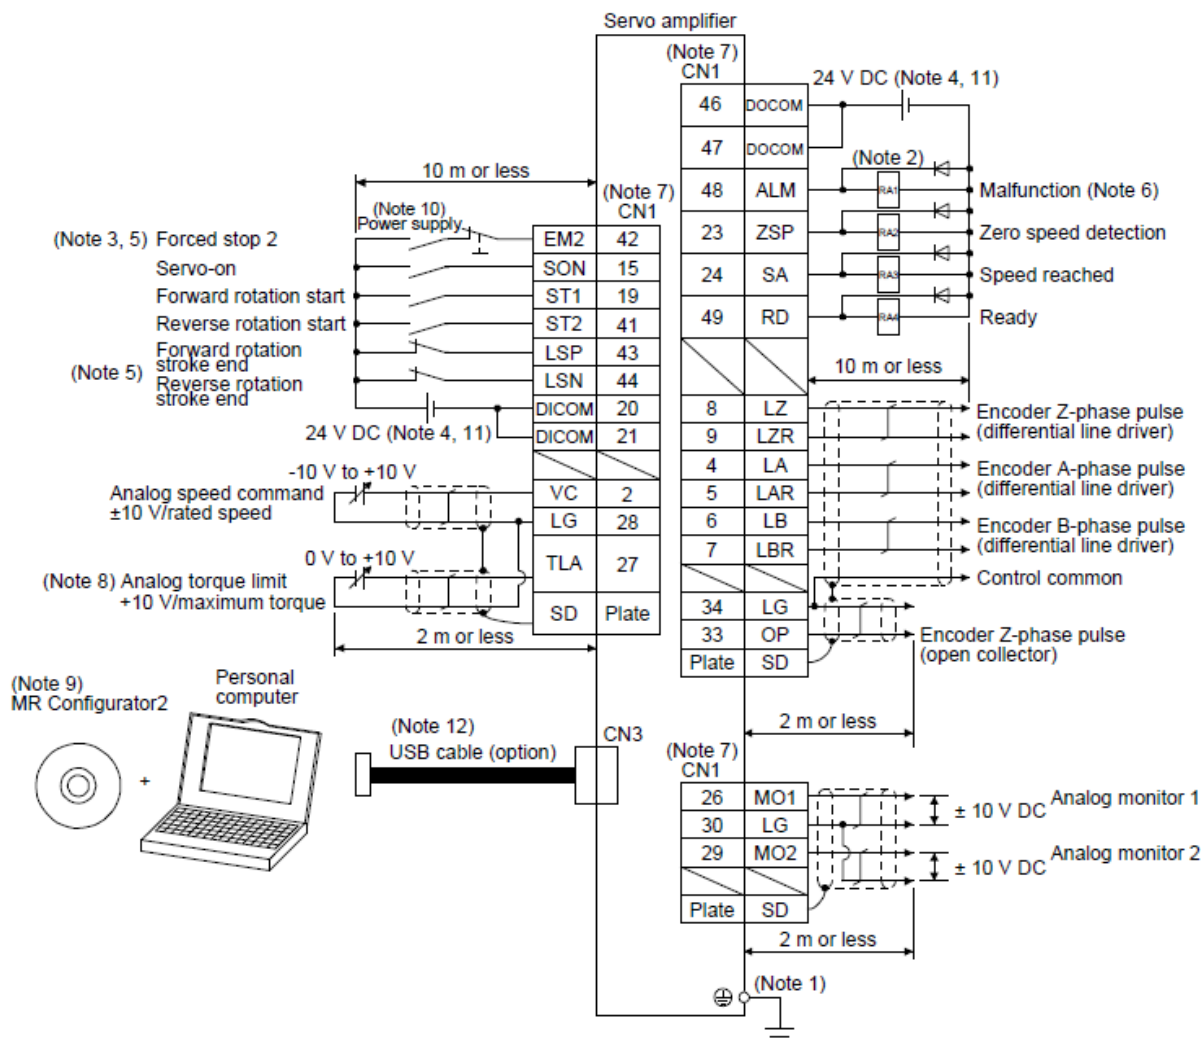 Servo amplifier
(Note 7)
CN1
24 V DC (Note 4, 11)
46 DOCOM
47 DOCOM
(Note 2)
48 ALM RA1 Malfunction (Note 6)
23 ZSP RA2 Zero speed detection
24 SA RA3 Speed reached
49 RD RA4 Ready
10 m or less
8 LZ Encoder Z-phase pulse
9 LZR (differential line driver)
4 LA Encoder A-phase pulse
5 LAR (differential line driver)
6 LB Encoder B-phase pulse
7 LBR (differential line driver)
Control common
34 LG
33 OP Encoder Z-phase pulse
(open collector)
Plate SD
2 m or less
10 m or less
(Note 7)
CN1
(Note 10)
Power supply
(Note 3, 5) Forced stop 2 EM2 42
Servo-on SON 15
Forward rotation start ST1 19
Reverse rotation start ST2 41
Forward rotation
stroke end
LSP 43
(Note 5) Reverse rotation
stroke end
LSN 44
DICOM 20
24 V DC (Note 4, 11) DICOM 21
-10 V to +10 V
Analog speed command VC 2
±10 V/rated speed LG 28
0 V to +10 V
(Note 8) Analog torque limit TLA 27
+10 V/maximum torque SD Plate
2 m or less
(Note 9)
MR Configurator2
+
Personal
computer
(Note 12)
USB cable (option)
CN3
(Note 7)
CN1
26 MO1 Analog monitor 1
± 10 V DC
30 LG
29 MO2 Analog monitor 2
± 10 V DC
Plate SD
2 m or less
(Note 1)